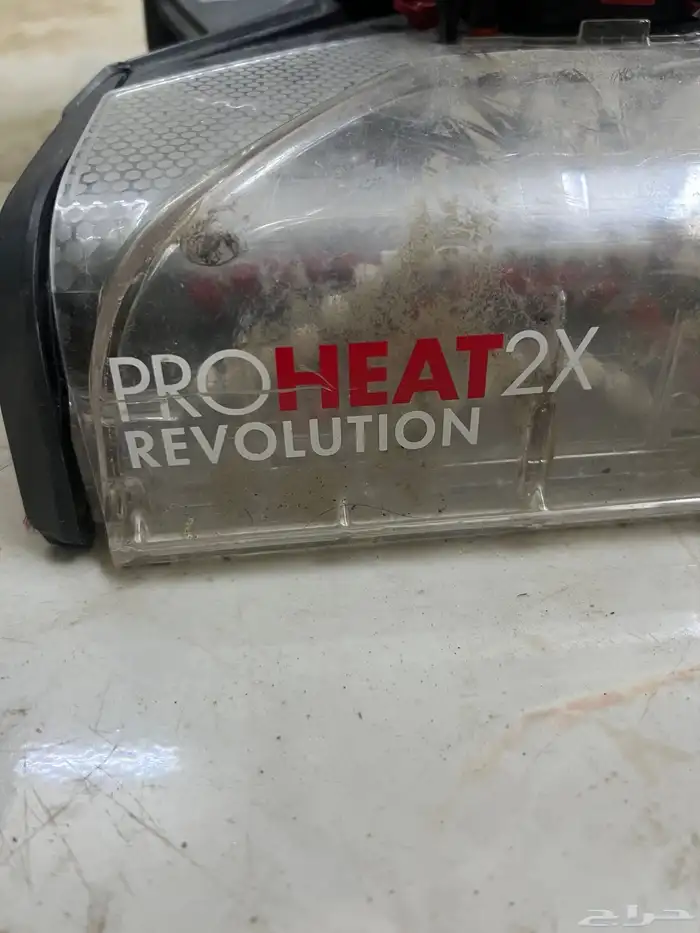 PROHEAT2X
REVOLUTION
حراج